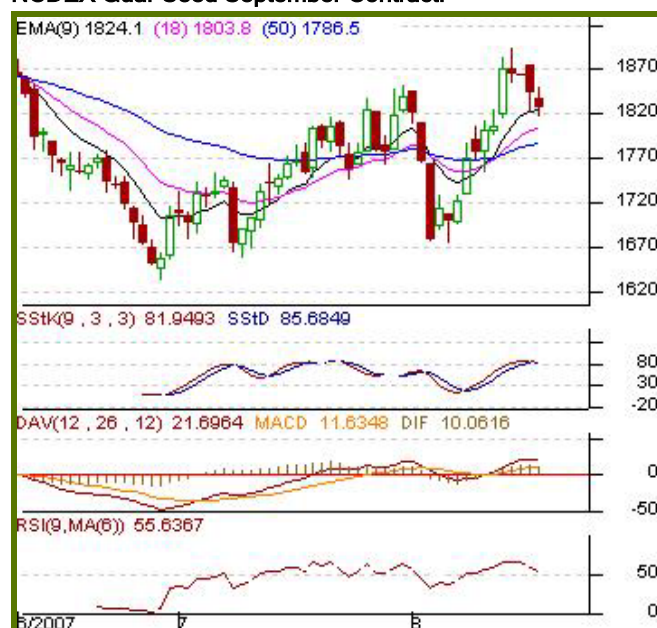 EMA(9) 1824.1 (18) 1803.8 (50) 1786.5
1870
1820
1770
1720
1670
1620
SStK(9 , 3 , 3) 81.9493 SStD 85.6849
80
30
-20
DAV(12 , 26 , 12) 21.6964 MACD 11.6348 DIF 10.0616
0
-50
RSI(9,MA(6)) 55.6367
50
0
6/2007 7 8